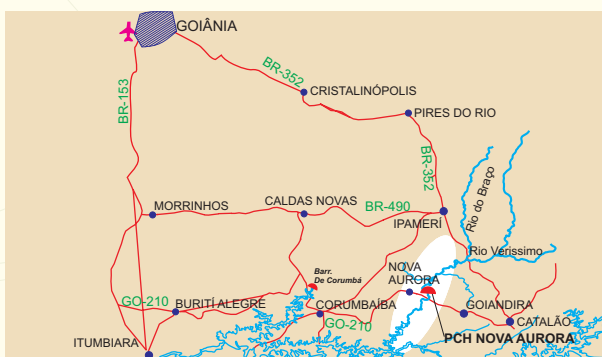 GOIÂNIA
BR-352
CRISTALINÓPOLIS
BR-153
PIRES DO RIO
BR-352
Rio do Braço
MORRINHOS
CALDAS NOVAS
BR-490
IPAMERÍ
Rio Veríssimo
Barr.
De Corumbá
NOVA
AURORA
GO-210
BURITÍ ALEGRE
CORUMBAÍBA
GO-210
GOIANDIRA
CATALÃO
PCH NOVA AURORA
ITUMBIARA